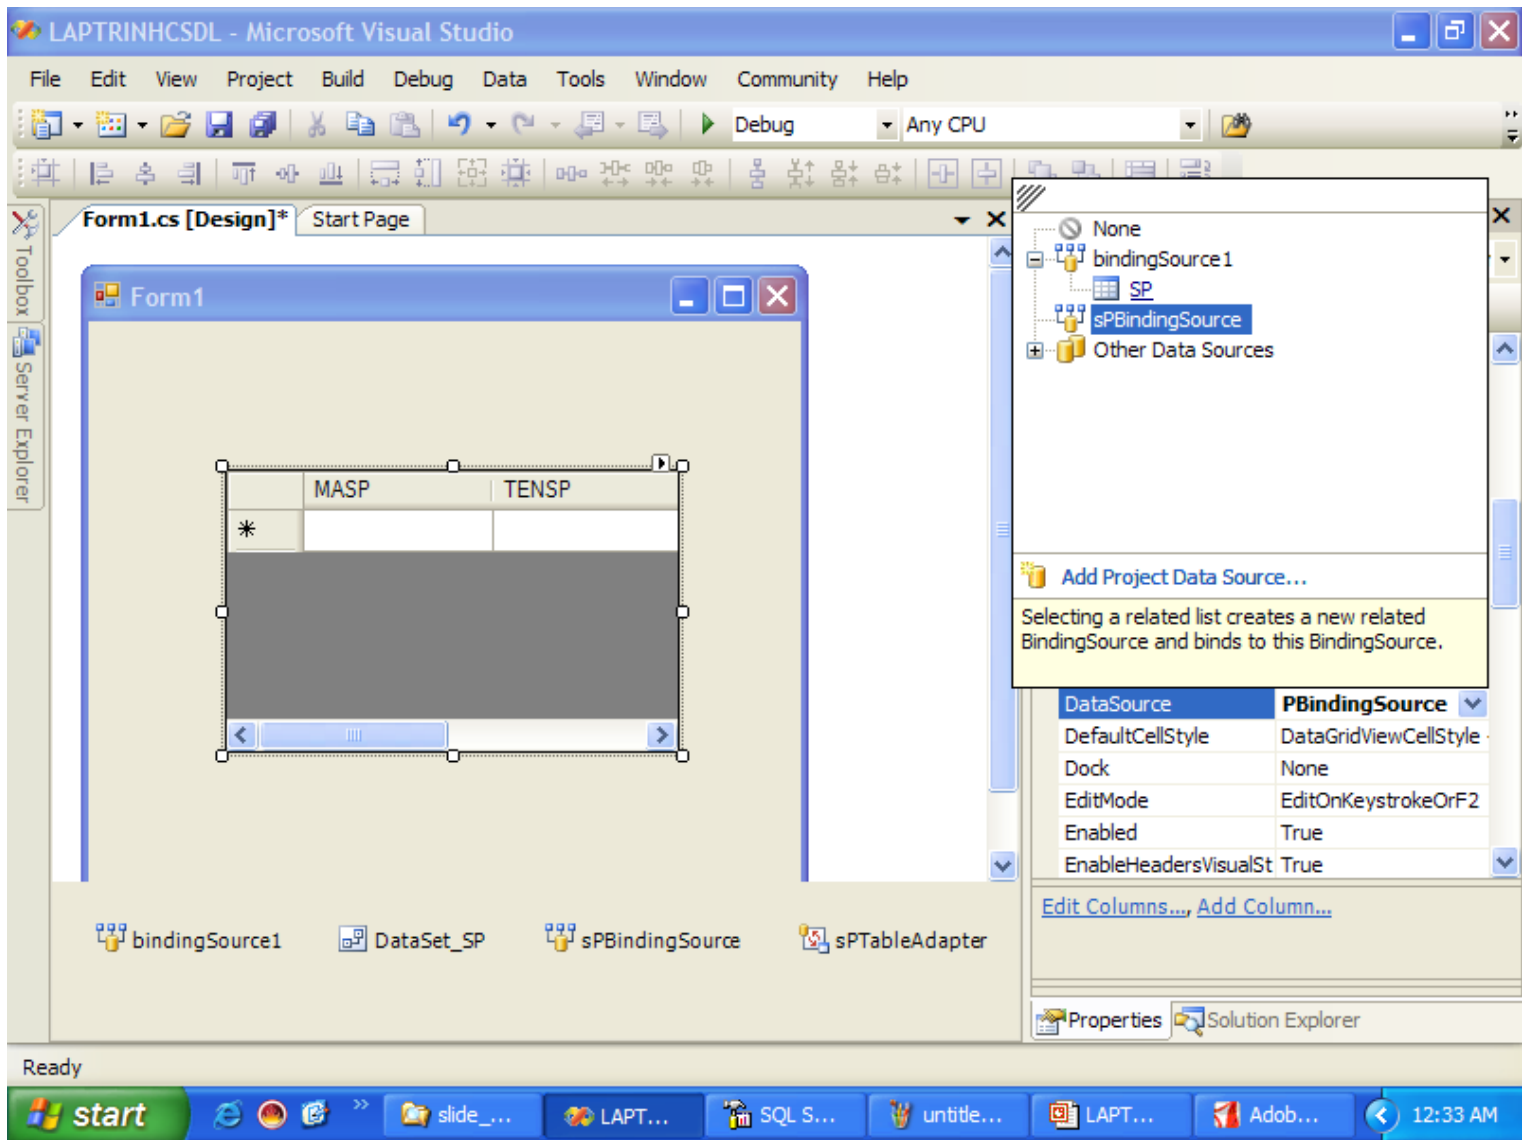 LAPTRINHCSDL - Microsoft Visual Studio
File Edit View Project Build Debug Data Tools Window Community Help
Debug Any CPU
Form1.cs [Design]* Start Page
Toolbox
Server Explorer
Form1
MASP TENSP
None
bindingSource1
SP
sPBindingSource
Other Data Sources
Add Project Data Source...
Selecting a related list creates a new related
BindingSource and binds to this BindingSource.
DataSource PBindingSource
DefaultCellStyle DataGridViewCellStyle
Dock None
EditMode EditOnKeystrokeOrF2
Enabled True
EnableHeadersVisualSt True
Edit Columns..., Add Column...
bindingSource1 DataSet_SP sPBindingSource sPTableAdapter
Properties Solution Explorer
Ready
start slide_... LAPT... SQL S... untitle... LAPT... Adob... 12:33 AM